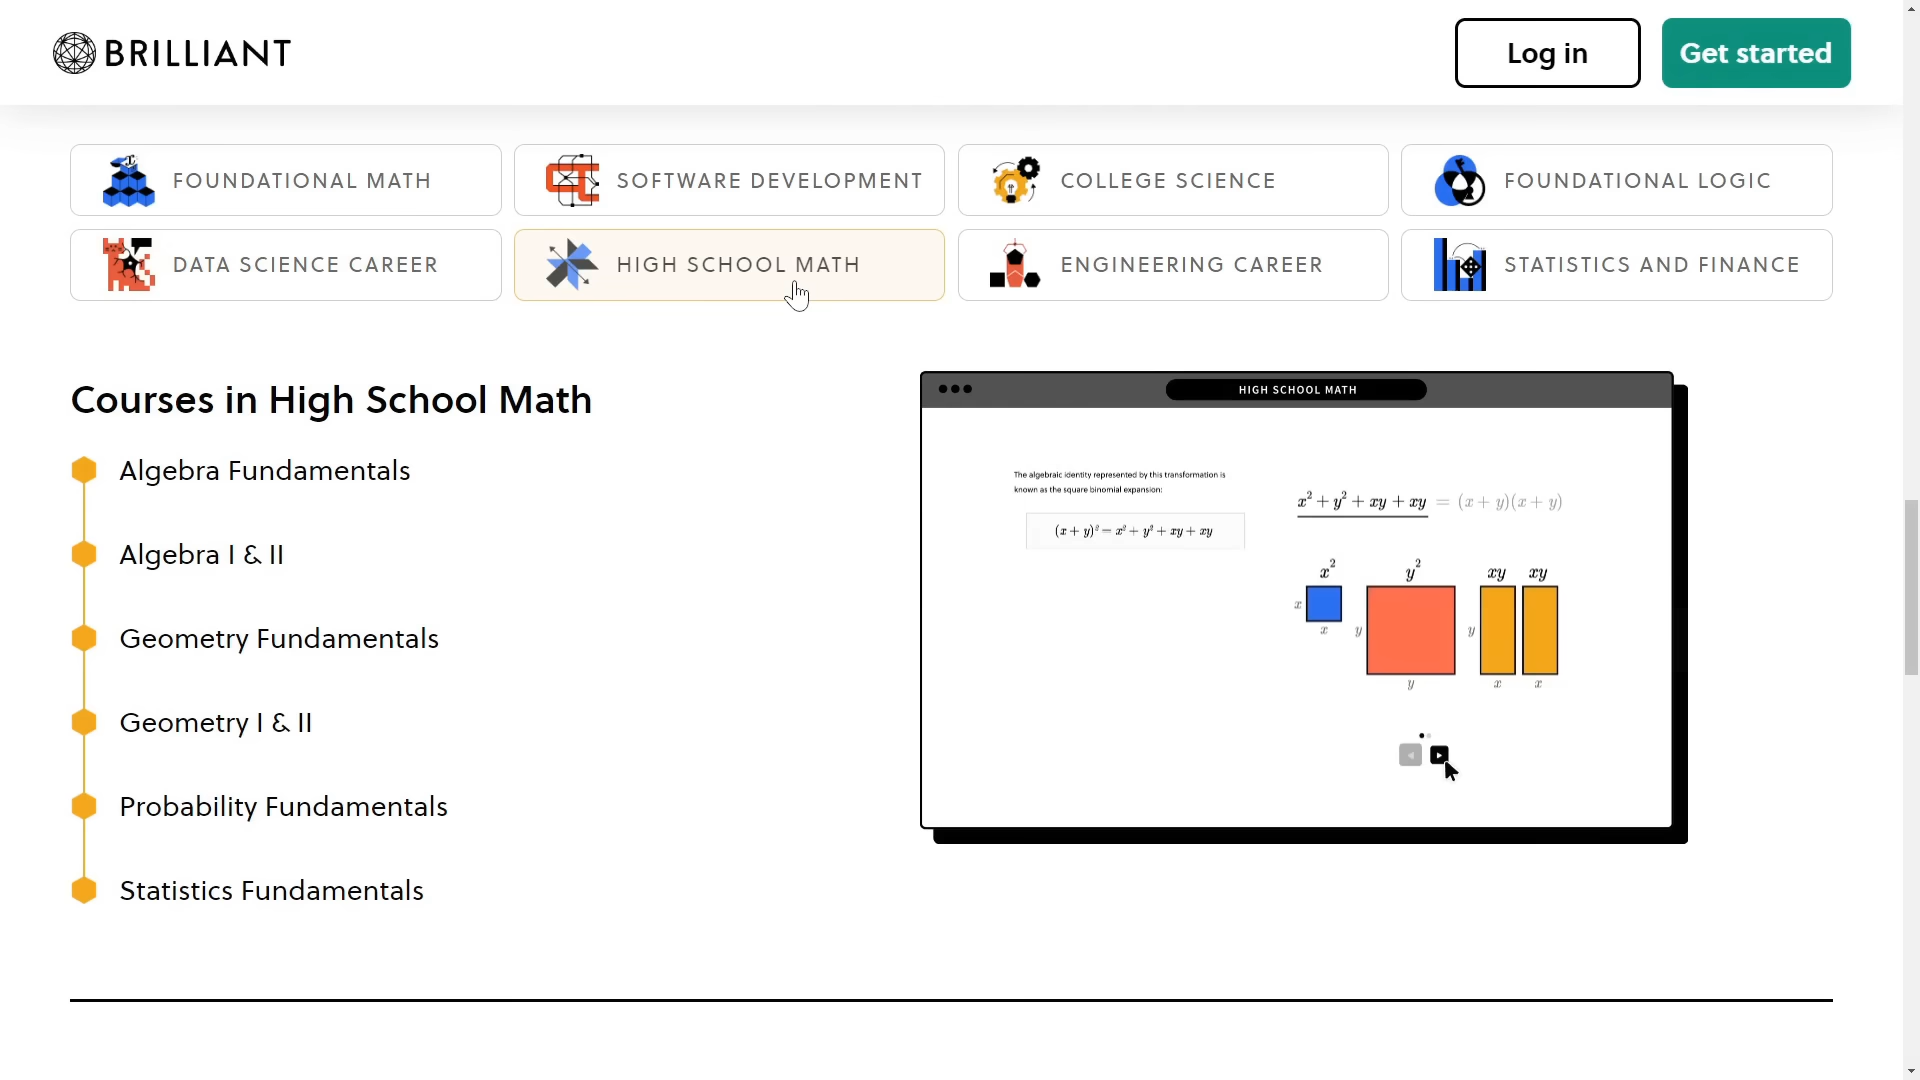 BRILLIANT
Log in
Get started
FOUNDATIONAL MATH
SOFTWARE DEVELOPMENT
COLLEGE SCIENCE
FOUNDATIONAL LOGIC
DATA SCIENCE CAREER
HIGH SCHOOL MATH
ENGINEERING CAREER
STATISTICS AND FINANCE
Courses in High School Math
Algebra Fundamentals
Algebra I & II
Geometry Fundamentals
Geometry I & II
Probability Fundamentals
Statistics Fundamentals
HIGH SCHOOL MATH
The algebraic identity represented by this transformation is
known as the square binomial expansion:
(x + y)² = x² + y² + xy + xy
x² + y² + xy + xy = (x + y)(x + y)
x² y² xy xy
x y y
x
y x x